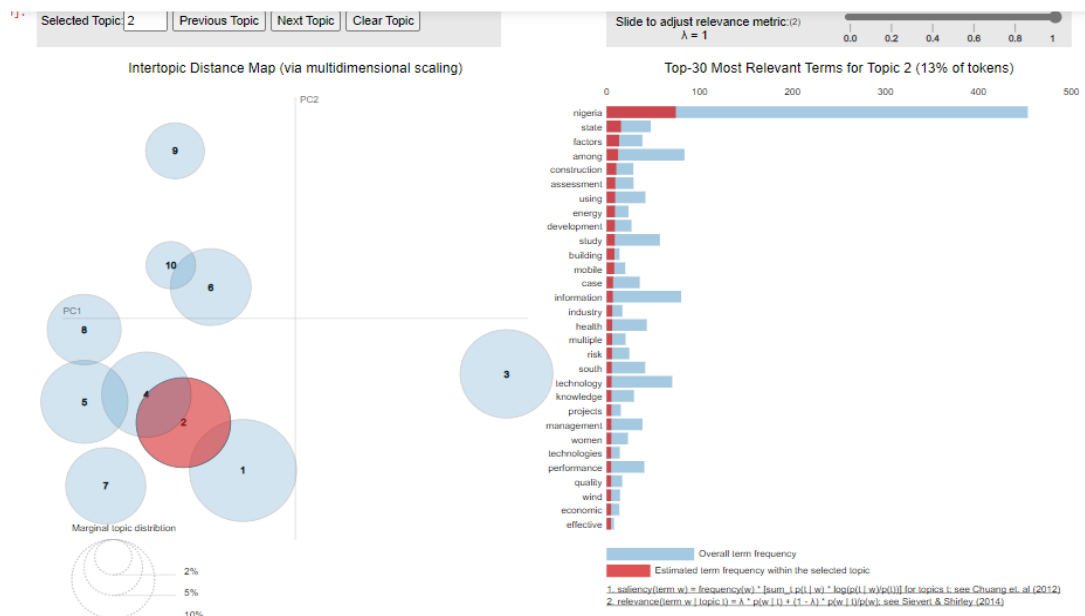 Selected Topic: 2 Previous Topic Next Topic Clear Topic
Slide to adjust relevance metric:(2)
λ = 1
0.0 0.2 0.4 0.6 0.8 1
Intertopic Distance Map (via multidimensional scaling)
PC2
PC1
9
10
6
8
3
4
5
2
1
7
Marginal topic distribtion
2%
5%
10%
Top-30 Most Relevant Terms for Topic 2 (13% of tokens)
0 100 200 300 400 500
nigeria
state
factors
among
construction
assessment
using
energy
development
study
building
mobile
case
information
industry
health
multiple
risk
south
technology
knowledge
projects
management
women
technologies
performance
quality
wind
economic
effective
Overall term frequency
Estimated term frequency within the selected topic
1. saliency(term w) = frequency(w) * [sum_t p(t | w) * log(p(t | w)/p(t))] for topics t; see Chuang et. al (2012)
2. relevance(term w | topic t) = λ * p(w | t) + (1 - λ) * p(w | t)/p(w); see Sievert & Shirley (2014)